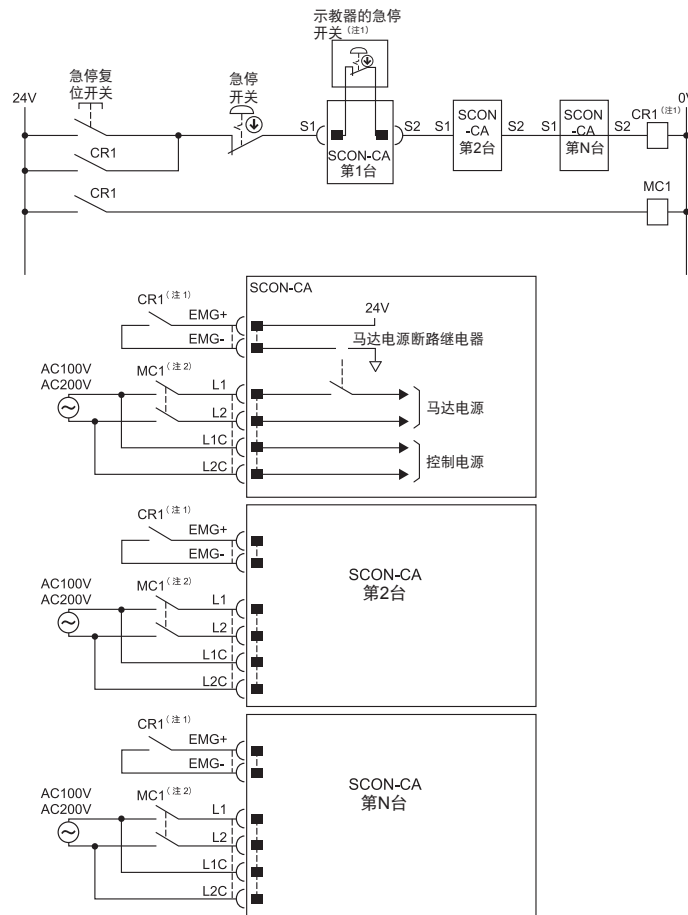 示教器的急停
开关(注1)
急停复
位开关
急停
开关
24V
0V
S1
S2
S1
SCON
-CA
第2台
S2
S1
SCON
-CA
第N台
S2
CR1(注1)
SCON-CA
第1台
CR1
CR1
MC1
SCON-CA
CR1(注1)
EMG+
24V
EMG-
马达电源断路继电器
AC100V
AC200V
MC1(注2)
L1
L2
马达电源
L1C
控制电源
L2C
CR1(注1)
EMG+
EMG-
SCON-CA
第2台
AC100V
AC200V
MC1(注2)
L1
L2
L1C
L2C
CR1(注1)
EMG+
EMG-
SCON-CA
第N台
AC100V
AC200V
MC1(注2)
L1
L2
L1C
L2C